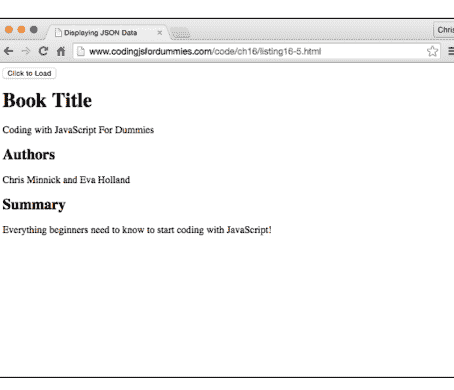 Displaying JSON Data
Chris
www.codingjsfordummies.com/code/ch16/listing16-5.html
Click to Load
Book Title
Coding with JavaScript For Dummies
Authors
Chris Minnick and Eva Holland
Summary
Everything beginners need to know to start coding with JavaScript!